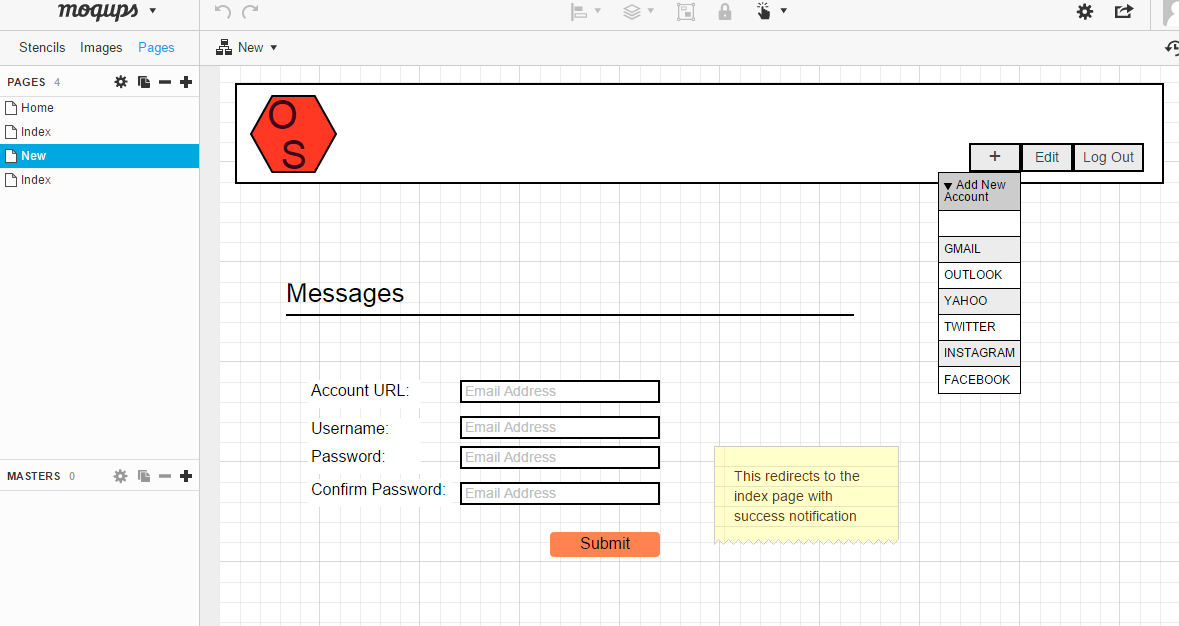 moqups
Stencils Images Pages
New
PAGES 4
Home
Index
New
Index
MASTERS 0
O
S
+ Edit Log Out
Add New
Account
GMAIL
OUTLOOK
YAHOO
TWITTER
INSTAGRAM
FACEBOOK
Messages
Account URL: Email Address
Username: Email Address
Password: Email Address
Confirm Password: Email Address
Submit
This redirects to the
index page with
success notification